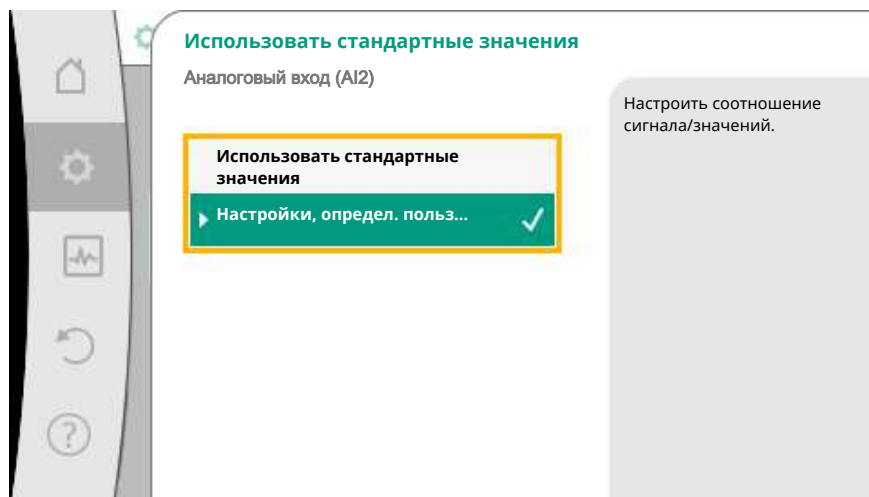 Использовать стандартные значения
Аналоговый вход (AI2)
Использовать стандартные
значения
Настройки, определ. польз...
Настроить соотношение
сигнала/значений.
?